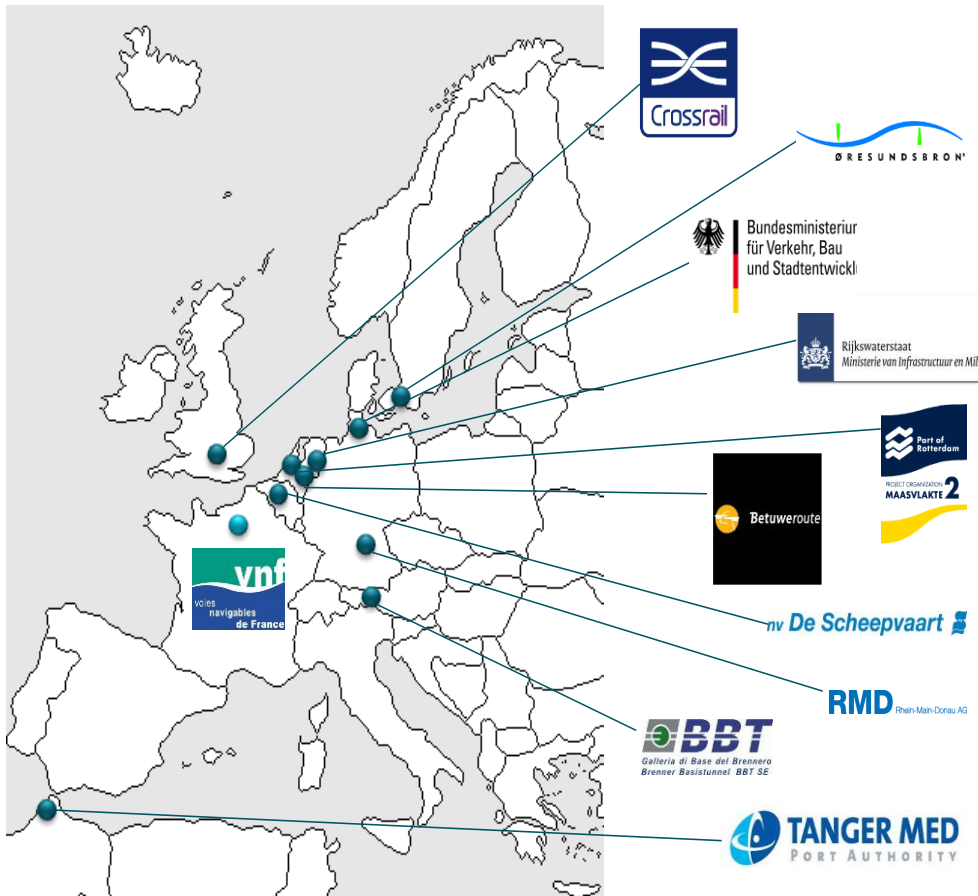 Crossrail
ØRESUNDSBRON
Bundesministeriur
für Verkehr, Bau
und Stadtentwickl
Rijkswaterstaat
Ministerie van Infrastructuur en Mil
Port of
Rotterdam
PROJECT ORGANIZATION
MAASVLAKTE 2
Betuweroute
vnf
voies
navigables
de France
nv De Scheepvaart
RMD Rhein-Main-Donau AG
BBT
Galleria di Base del Brennero
Brenner Basistunnel BBT SE
TANGER MED
PORT AUTHORITY